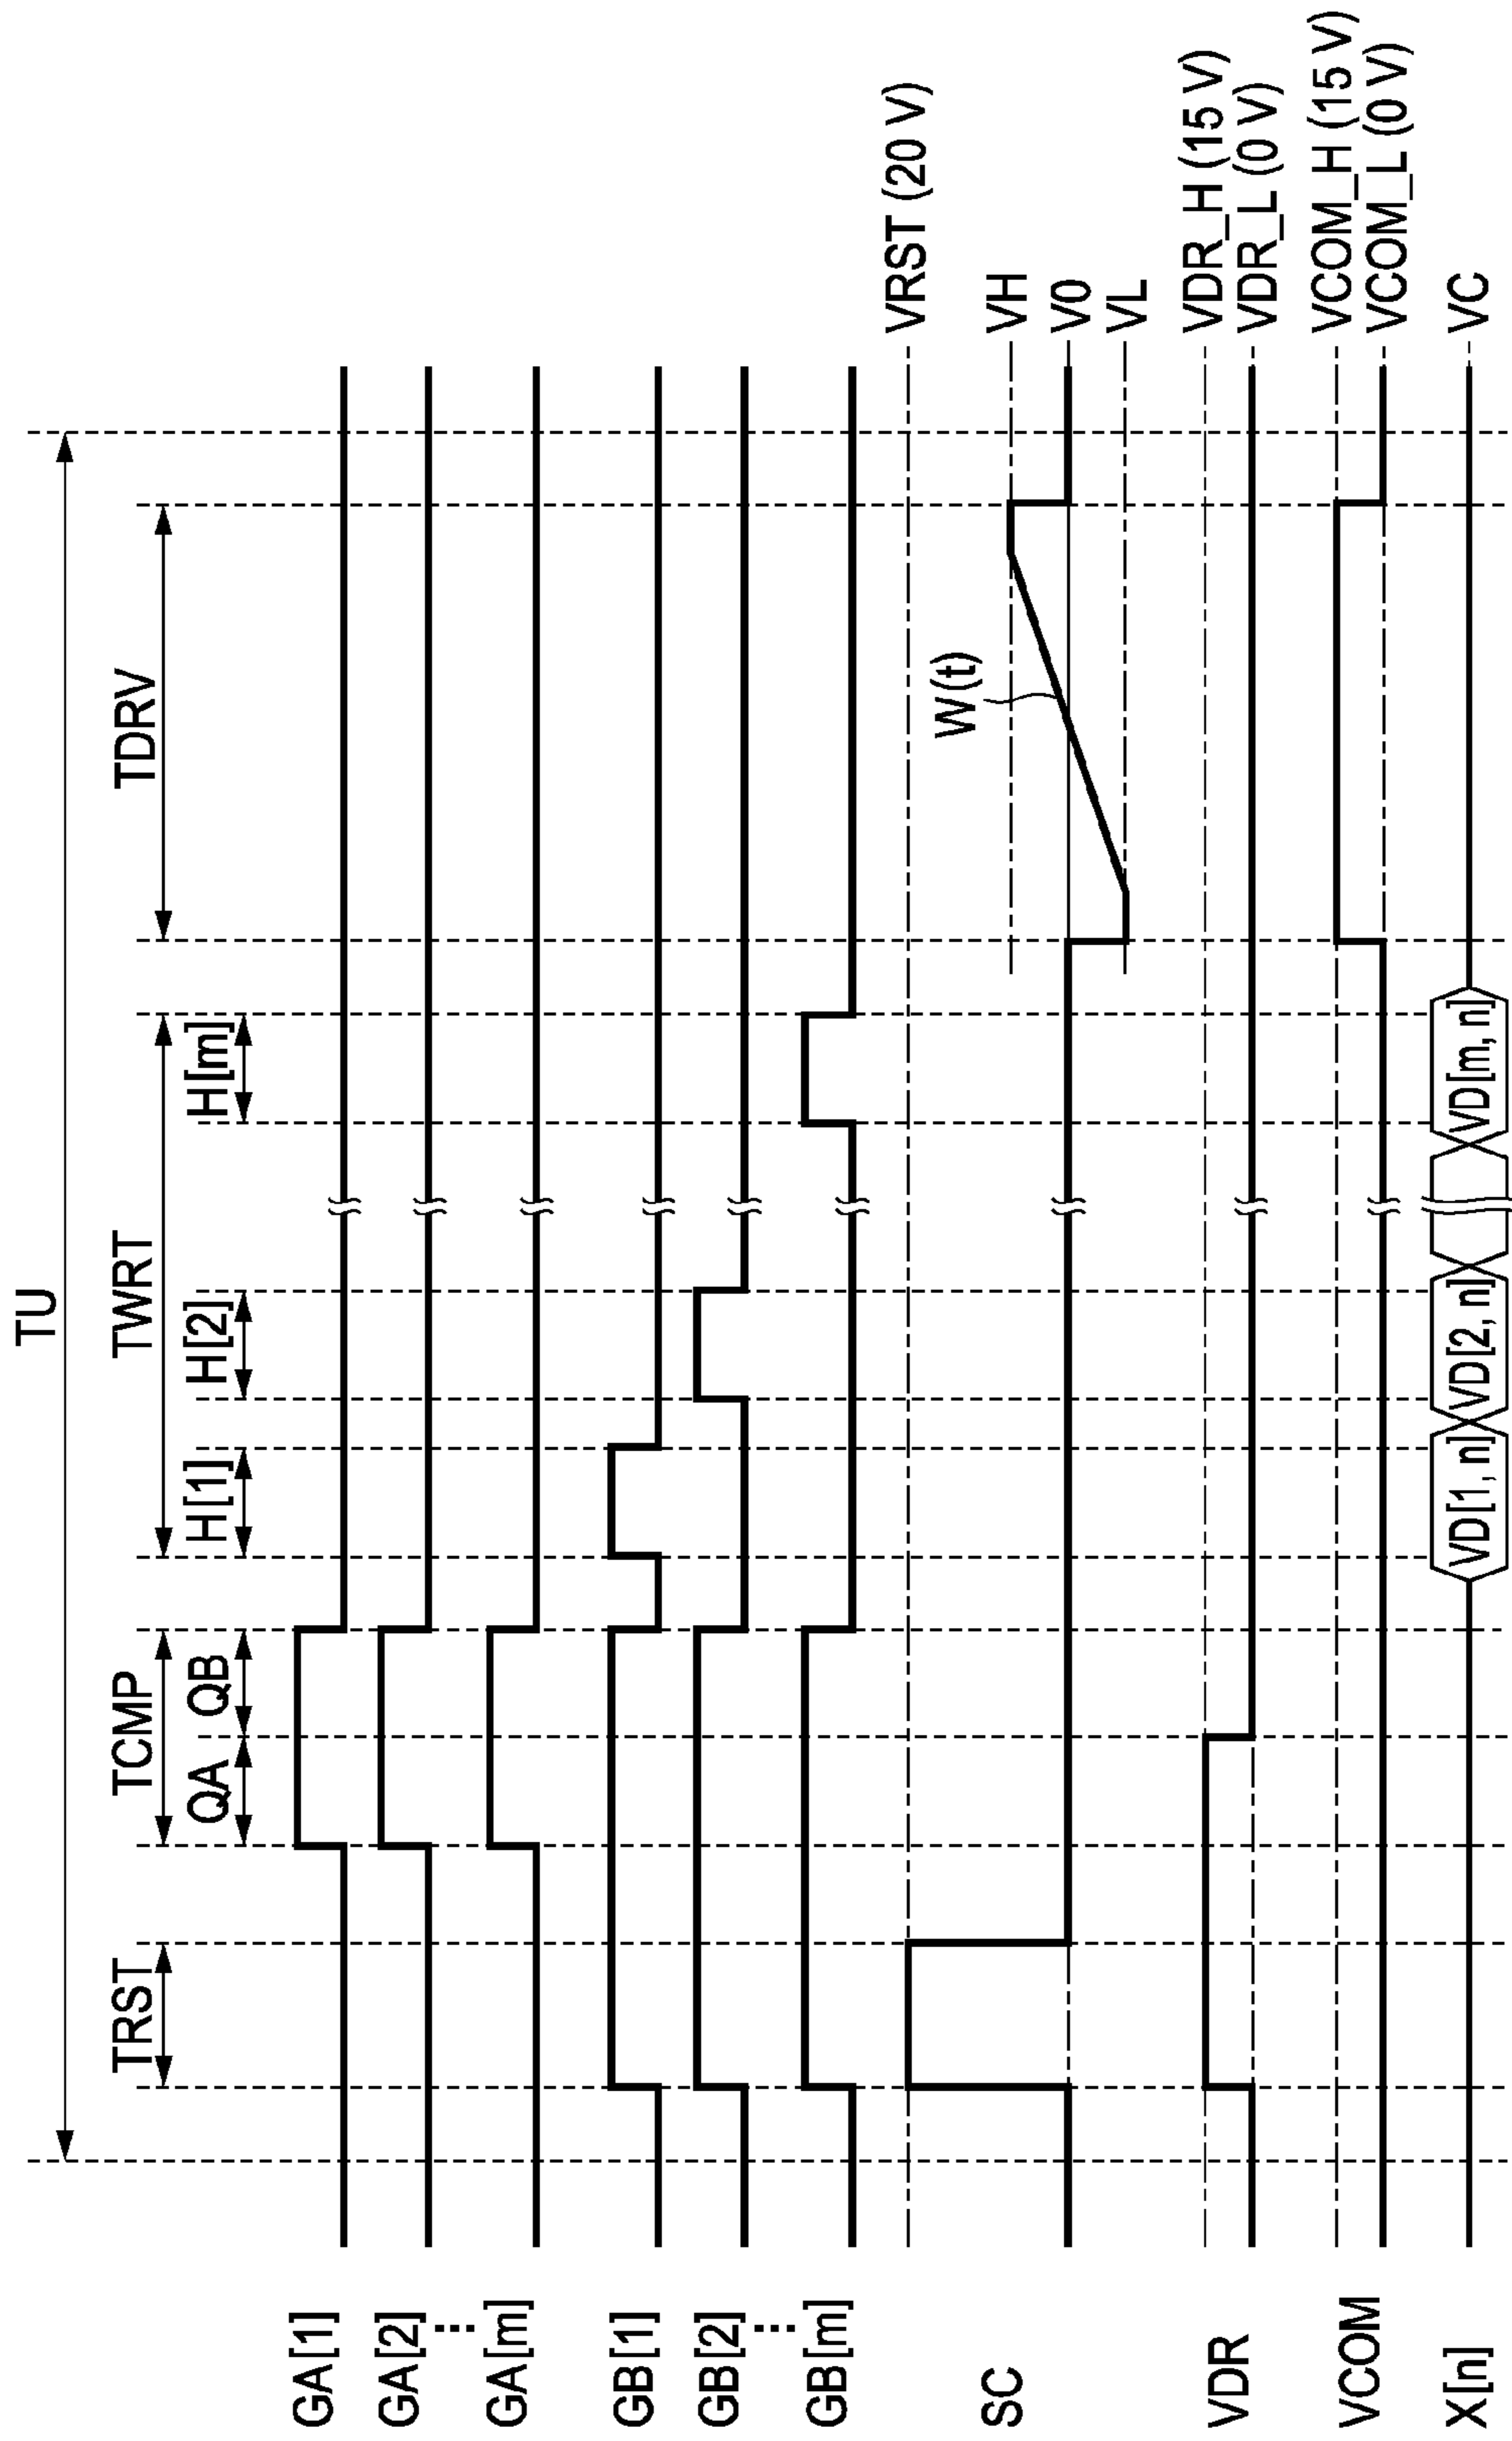 TU
TRST
TCMP
TWRT
TDRV
QA
QB
H[1]
H[2]
H[m]
GA[1]
GA[2]
GA[m]
GB[1]
GB[2]
GB[m]
VRST (20 V)
SC
W(t)
VH
V0
VL
VDR
VDR_H (15 V)
VDR_L (0 V)
VCOM
VCOM_H (15 V)
VCOM_L (0 V)
X[n]
VD[1, n]
VD[2, n]
VD[m, n]
VC